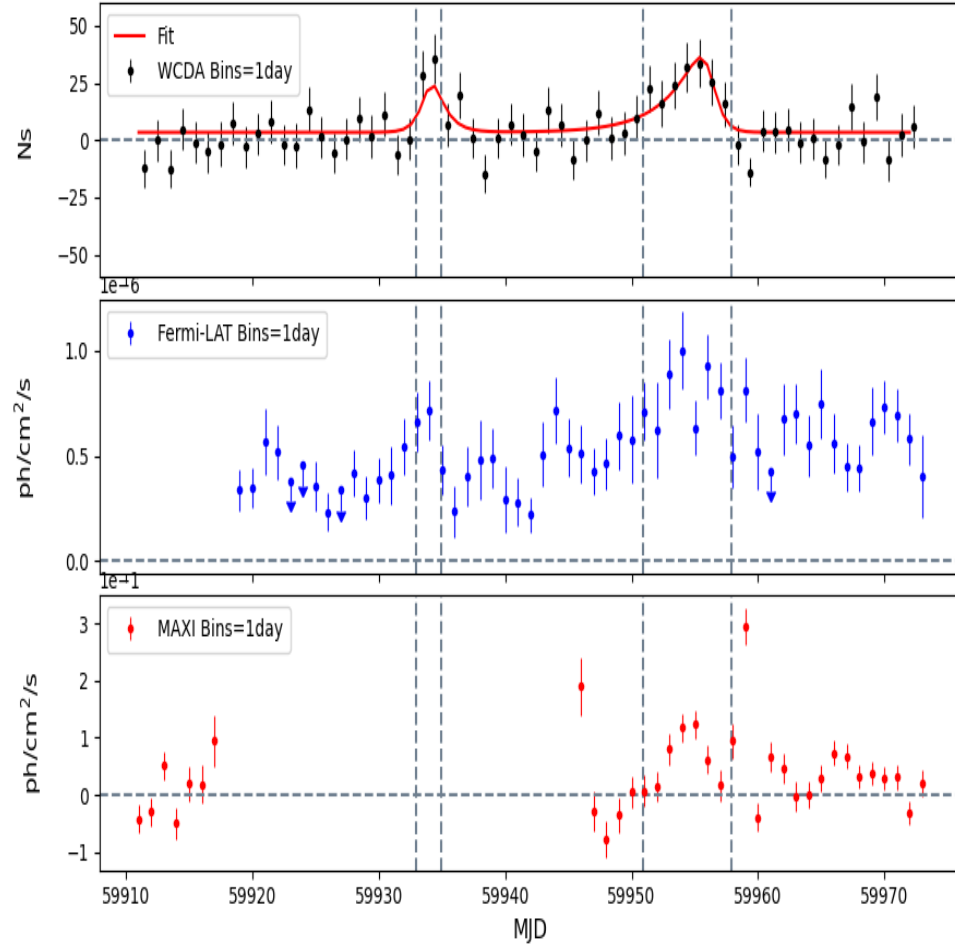 50
25
0
−25
−50
Ns
Fit
WCDA Bins=1day
1e−6
1.0
0.5
0.0
ph/cm²/s
Fermi-LAT Bins=1day
1e−1
3
2
1
0
−1
ph/cm²/s
MAXI Bins=1day
59910 59920 59930 59940 59950 59960 59970
MJD